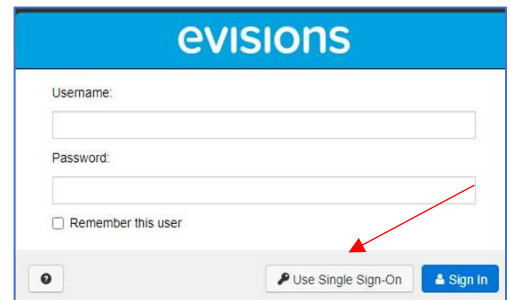 evisions
Username:
Password:
Remember this user
? Use Single Sign-On Sign In